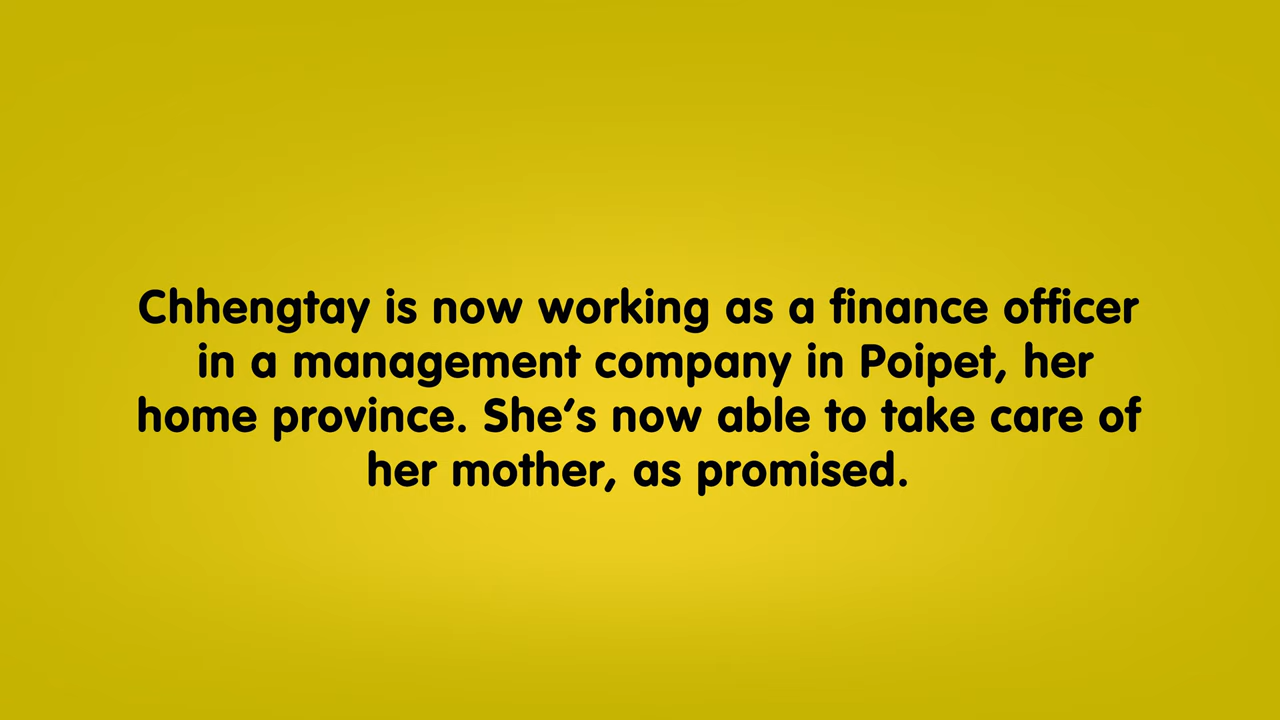 Chhengtay is now working as a finance officer
in a management company in Poipet, her
home province. She's now able to take care of
her mother, as promised.